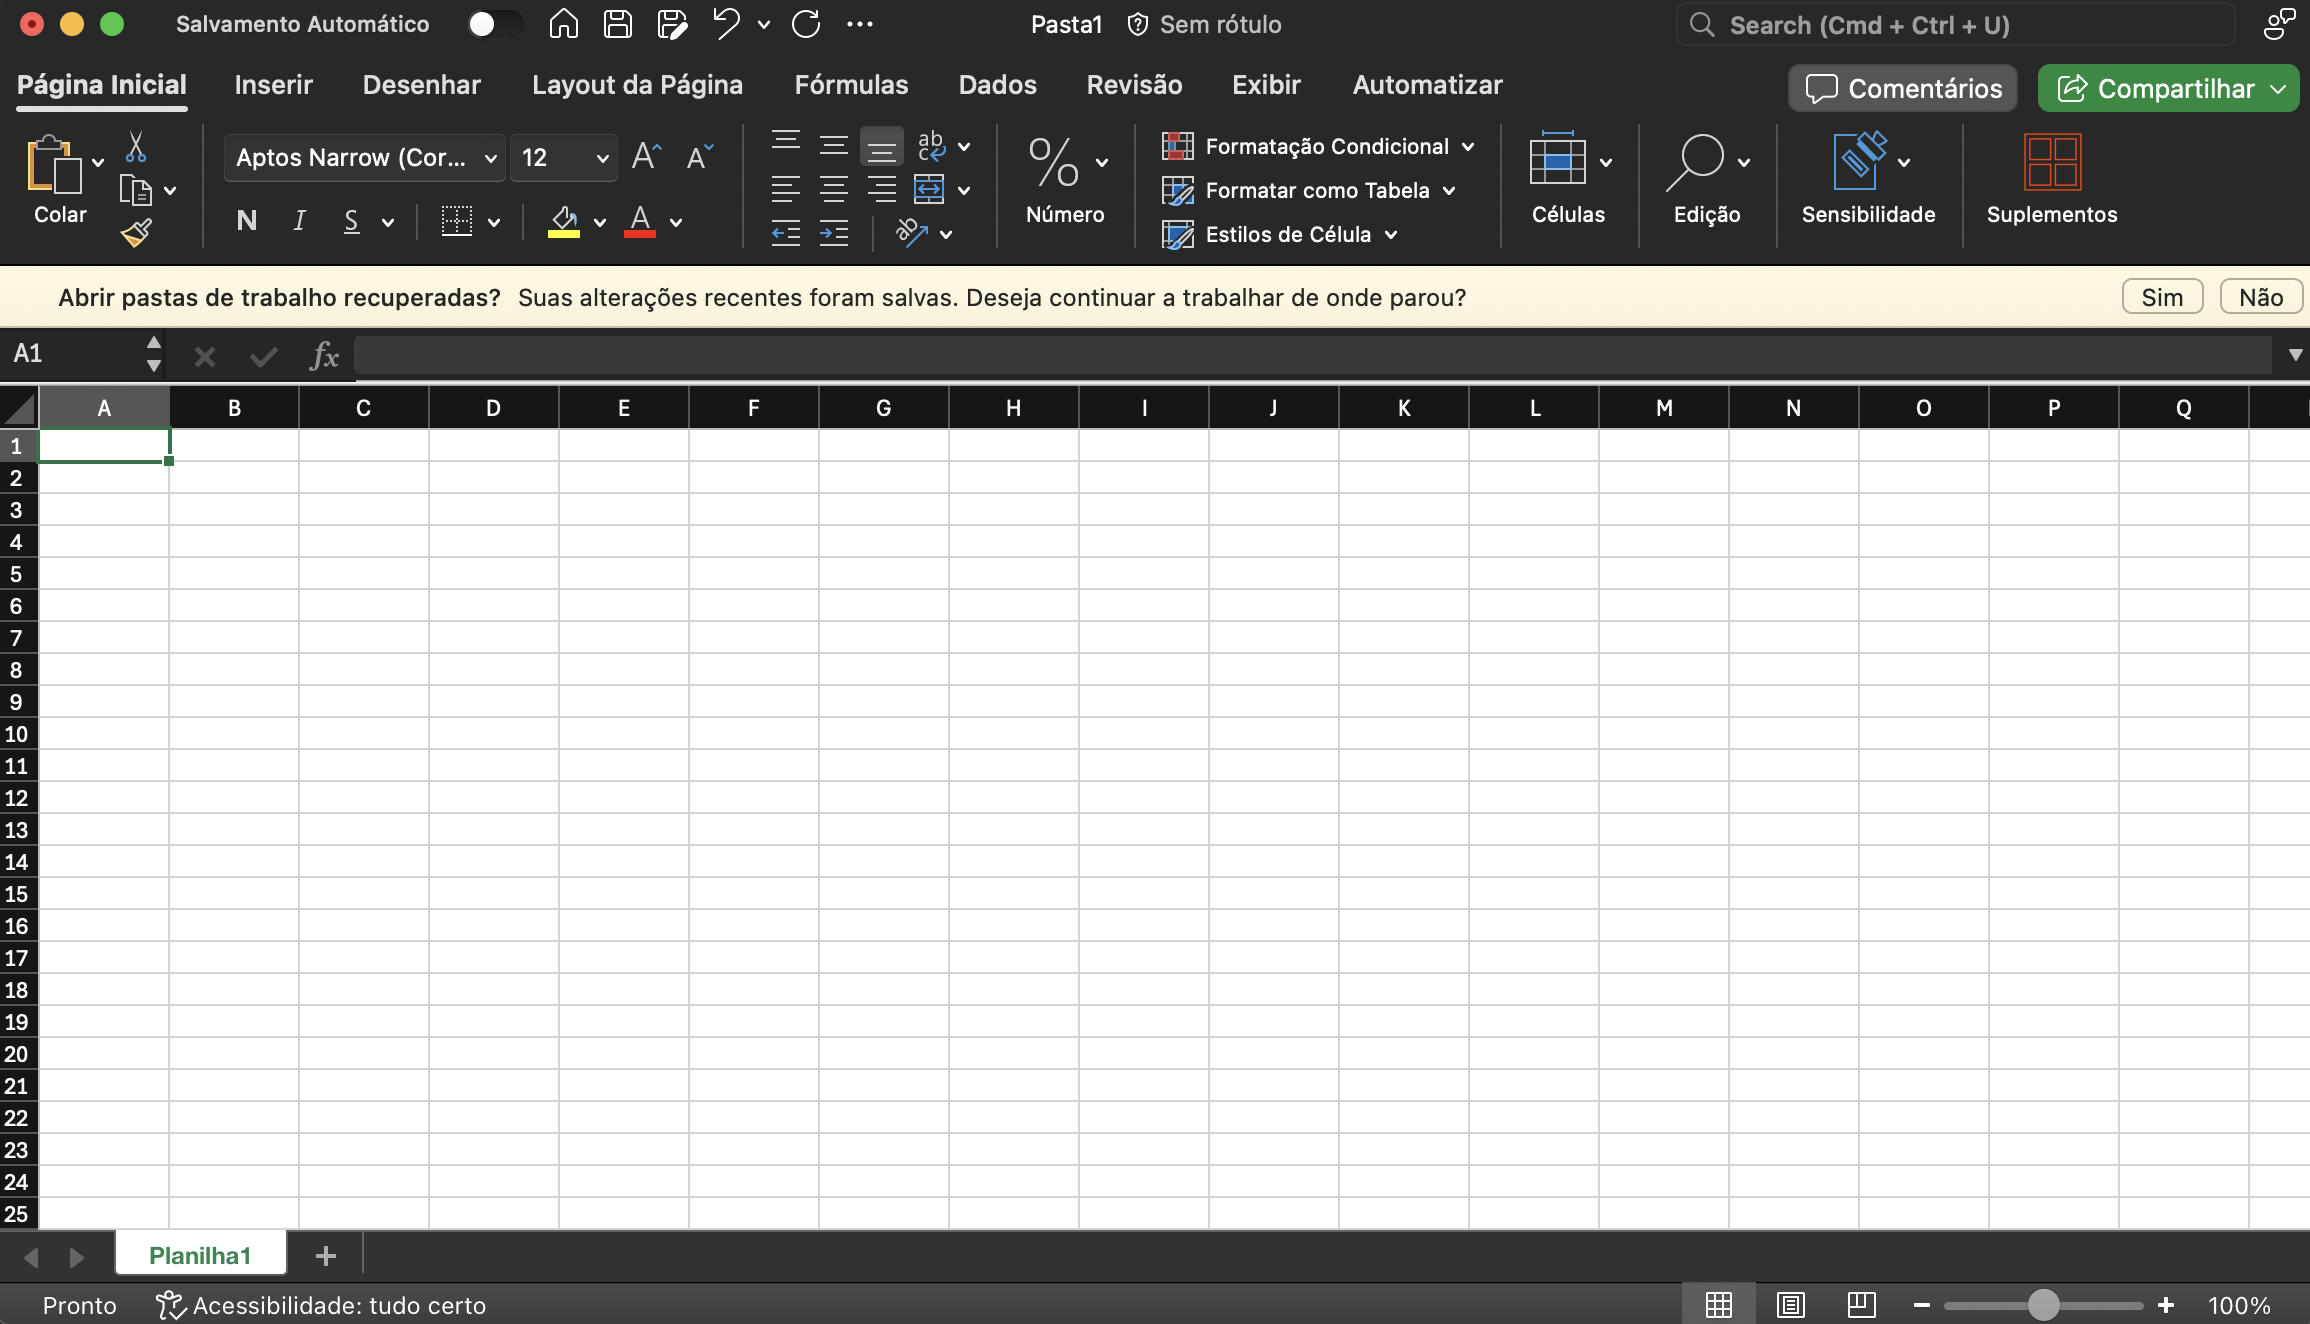 Salvamento Automático
Pasta1 Sem rótulo
Search (Cmd + Ctrl + U)
Página Inicial Inserir Desenhar Layout da Página Fórmulas Dados Revisão Exibir Automatizar
Comentários Compartilhar
Colar
Aptos Narrow (Cor... 12
N I S
Número
Formatação Condicional
Formatar como Tabela
Estilos de Célula
Células
Edição
Sensibilidade
Suplementos
Abrir pastas de trabalho recuperadas? Suas alterações recentes foram salvas. Deseja continuar a trabalhar de onde parou? Sim Não
A1 fx
A B C D E F G H I J K L M N O P Q
1
2
3
4
5
6
7
8
9
10
11
12
13
14
15
16
17
18
19
20
21
22
23
24
25
Planilha1
Pronto Acessibilidade: tudo certo 100%